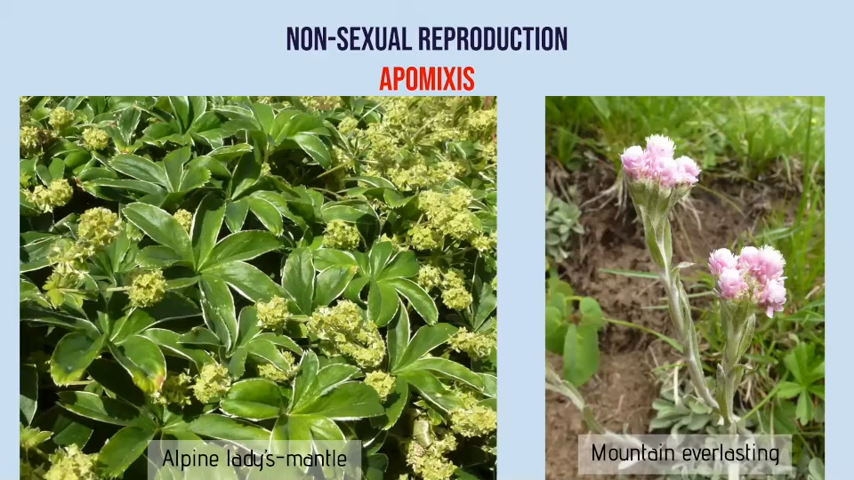 NON-SEXUAL REPRODUCTION
APOMIXIS
Alpine lady's-mantle
Mountain everlasting